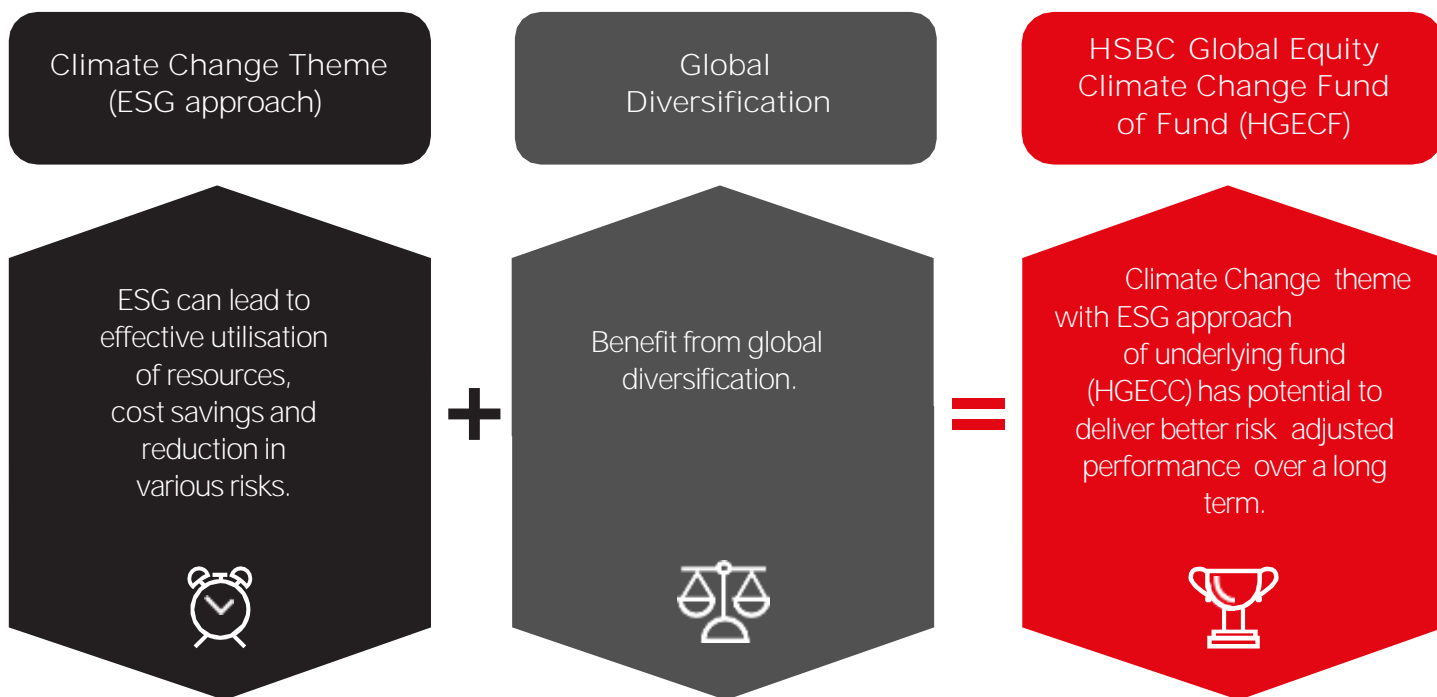 Climate Change Theme
(ESG approach)
Global
Diversification
HSBC Global Equity
Climate Change Fund
of Fund (HGECF)
ESG can lead to
effective utilisation
of resources,
cost savings and
reduction in
various risks.
+
Benefit from global
diversification.
=
Climate Change theme
with ESG approach
of underlying fund
(HGECC) has potential to
deliver better risk adjusted
performance over a long
term.